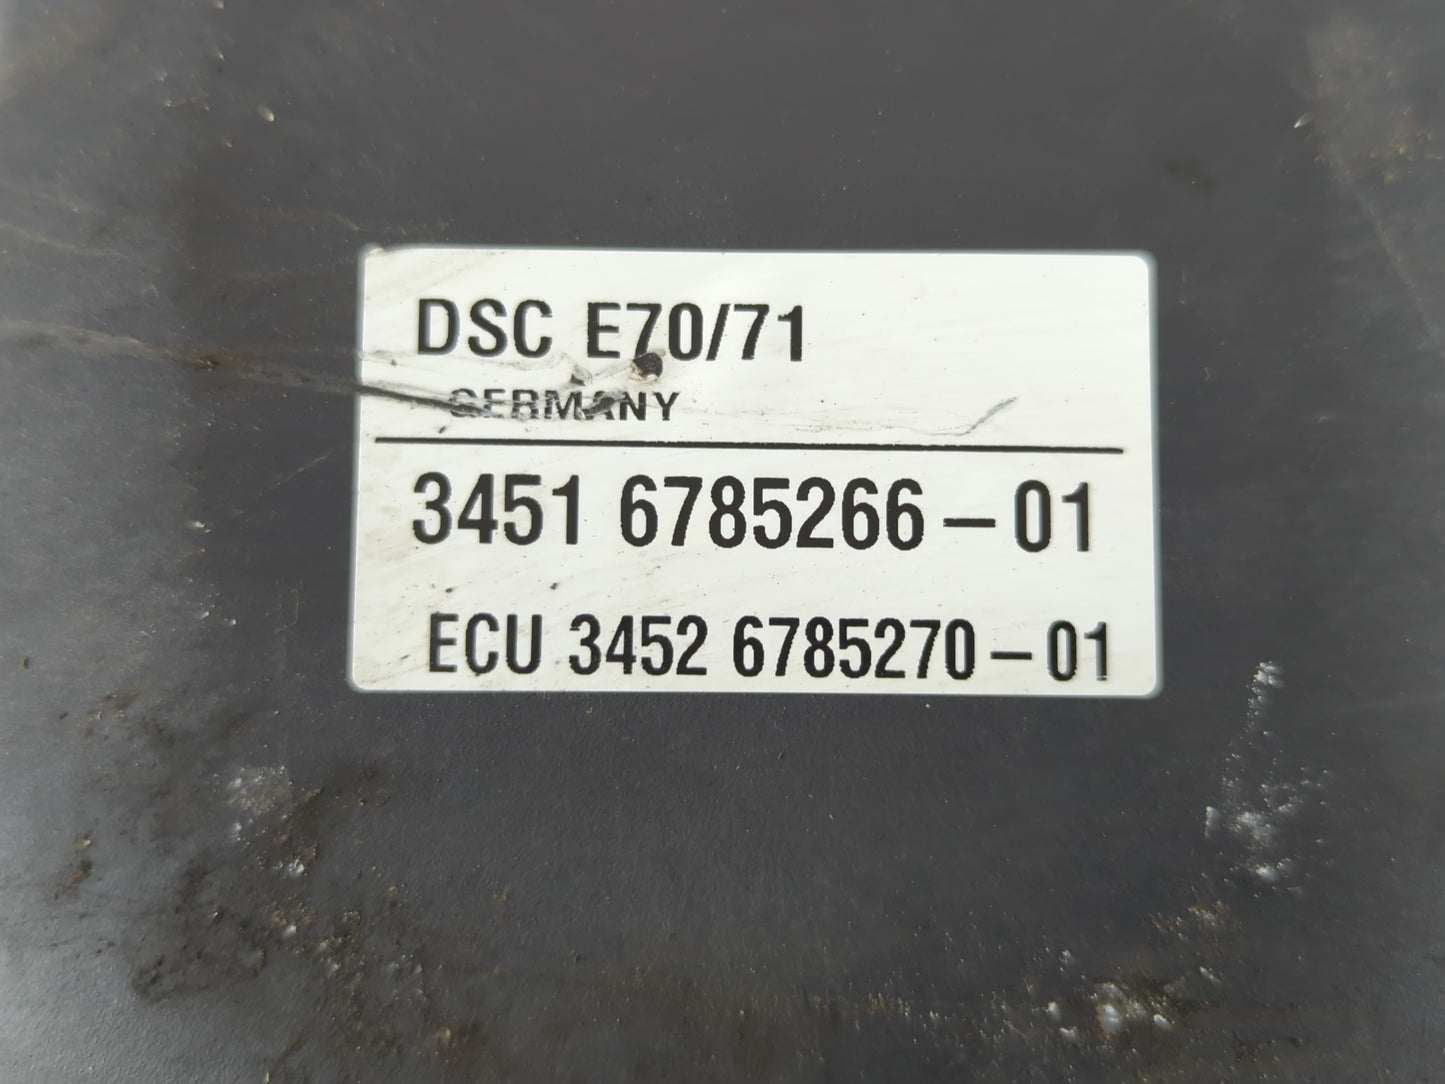 DSC E70/71
GERMANY
3451 6785266-01
ECU 3452 6785270-01